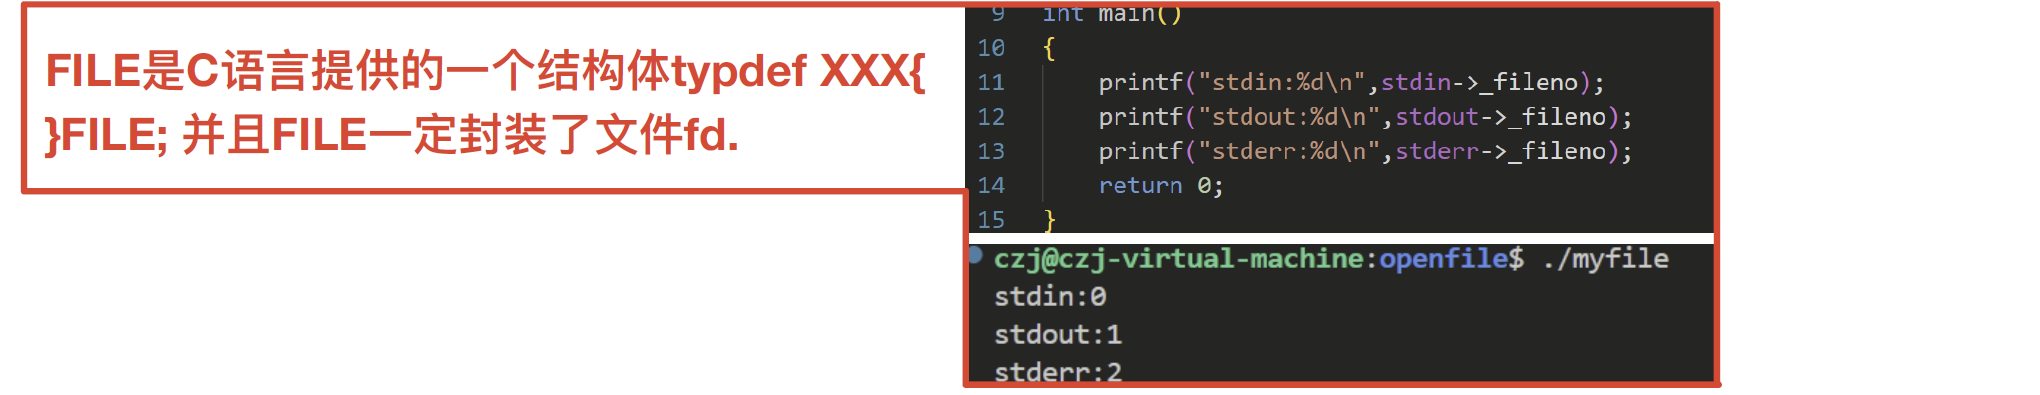 FILE是C语言提供的一个结构体typdef XXX{
}FILE; 并且FILE一定封装了文件fd.
9 int main()
10 {
11 printf("stdin:%d\n",stdin->_fileno);
12 printf("stdout:%d\n",stdout->_fileno);
13 printf("stderr:%d\n",stderr->_fileno);
14 return 0;
15 }
czj@czj-virtual-machine:openfile$ ./myfile
stdin:0
stdout:1
stderr:2